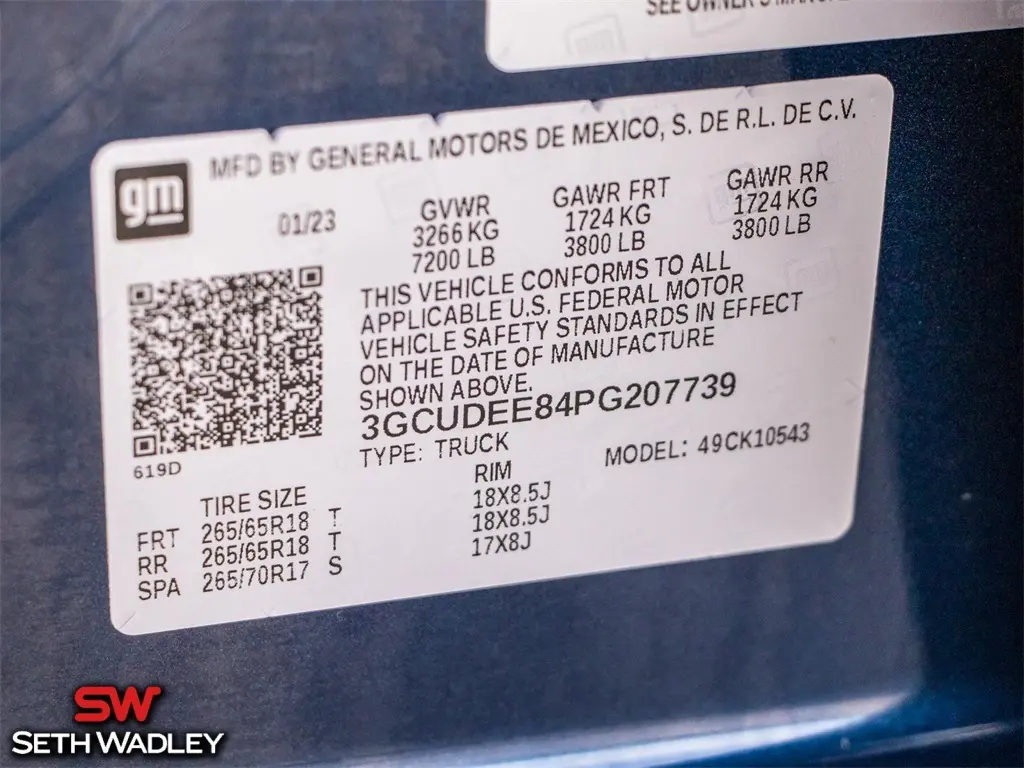 SEE OWNER'S MANUAL
gm
MFD BY GENERAL MOTORS DE MEXICO, S. DE R.L. DE C.V.
01/23
GVWR GAWR FRT GAWR RR
3266 KG 1724 KG 1724 KG
7200 LB 3800 LB 3800 LB
THIS VEHICLE CONFORMS TO ALL
APPLICABLE U.S. FEDERAL MOTOR
VEHICLE SAFETY STANDARDS IN EFFECT
ON THE DATE OF MANUFACTURE
SHOWN ABOVE.
3GCUDEE84PG207739
TYPE: TRUCK MODEL: 49CK10543
619D
TIRE SIZE RIM
FRT 265/65R18 T 18X8.5J
RR 265/65R18 T 18X8.5J
SPA 265/70R17 S 17X8J
SW
SETH WADLEY